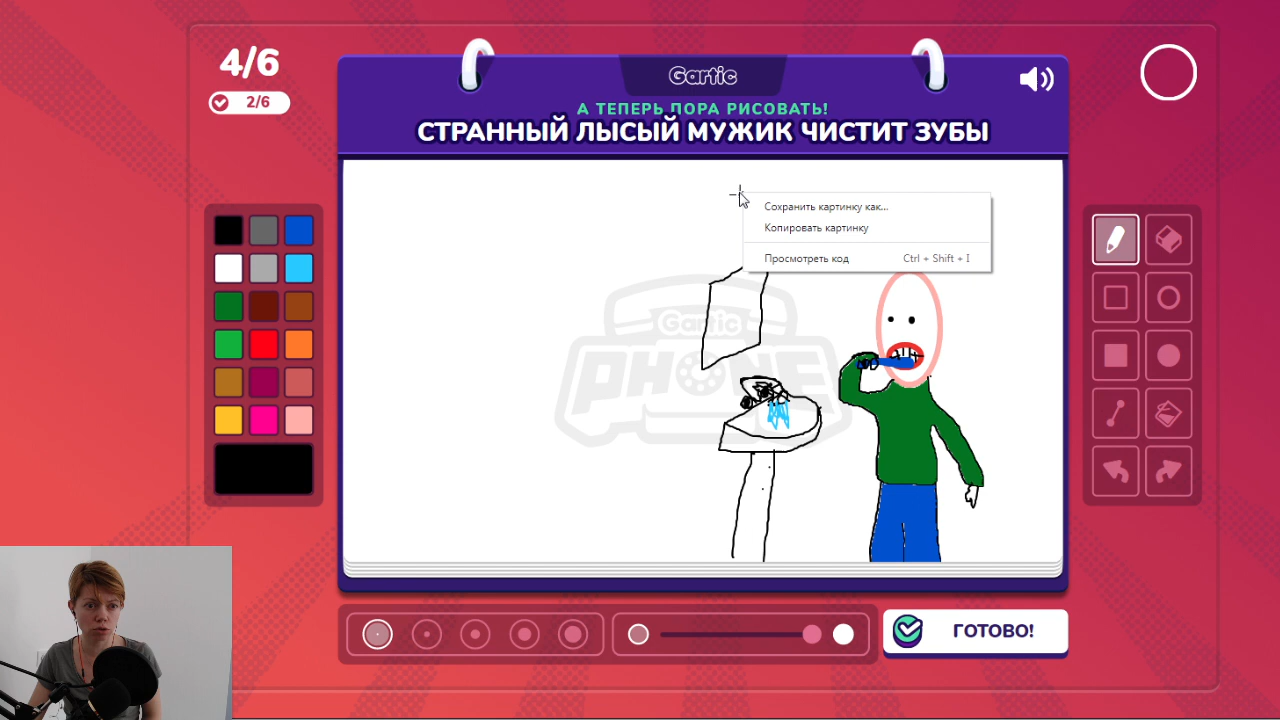 4/6
2/6
Gartic
А ТЕПЕРЬ ПОРА РИСОВАТЬ!
СТРАННЫЙ ЛЫСЫЙ МУЖИК ЧИСТИТ ЗУБЫ
Сохранить картинку как...
Копировать картинку
Просмотреть код Ctrl + Shift + I
Gartic
PHONE
ГОТОВО!